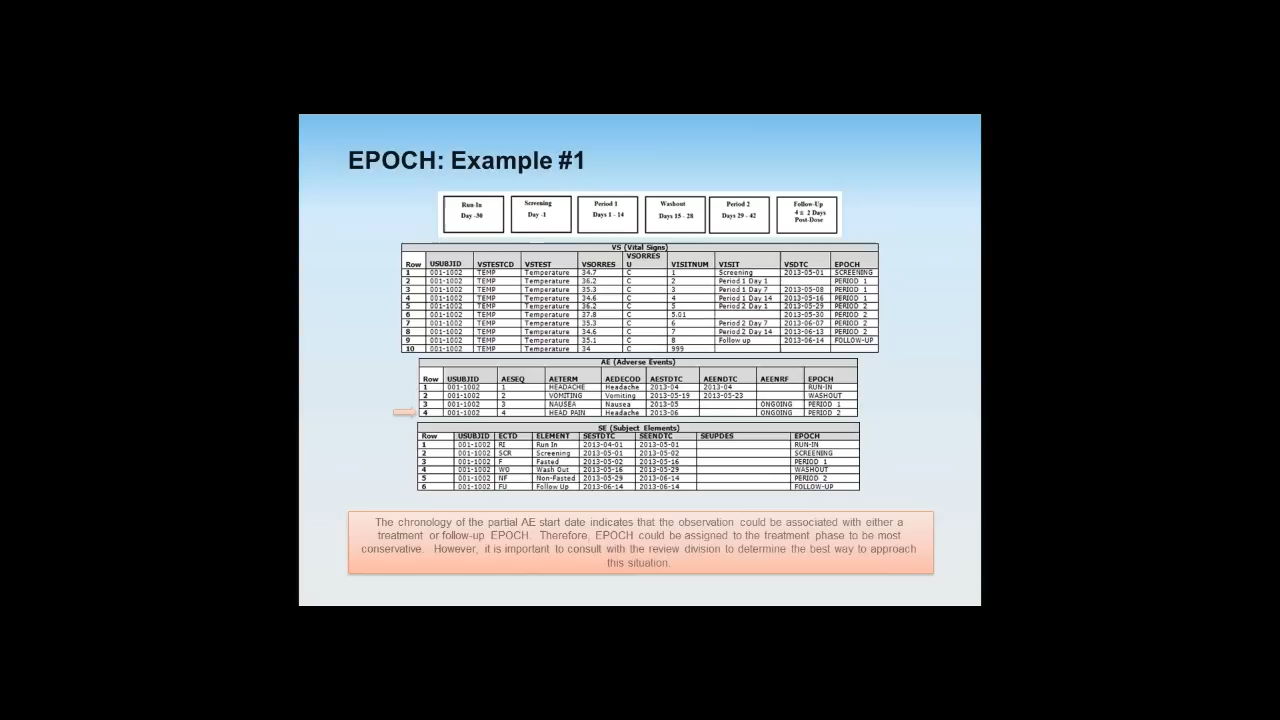 EPOCH: Example #1
Run-In Screening Period 1 Washout Period 2 Follow-Up
Day -30 Day -1 Days 1 - 14 Days 15 - 28 Days 29 - 42 4 ± 2 Days
Post-Dose
VS (Vital Signs)
Row USUBJID VSTESTCD VSTEST VSORRES VSORRESU VISITNUM VISIT VSDTC EPOCH
1 001-1002 TEMP Temperature 34.7 C 1 Screening 2013-05-01 SCREENING
2 001-1002 TEMP Temperature 36.2 C 2 Period 1 Day 1 PERIOD 1
3 001-1002 TEMP Temperature 35.3 C 3 Period 1 Day 7 2013-05-08 PERIOD 1
4 001-1002 TEMP Temperature 34.6 C 4 Period 1 Day 14 2013-05-16 PERIOD 1
5 001-1002 TEMP Temperature 36.2 C 5 Period 2 Day 1 2013-05-29 PERIOD 2
6 001-1002 TEMP Temperature 37.8 C 5.01 2013-05-30 PERIOD 2
7 001-1002 TEMP Temperature 35.3 C 6 Period 2 Day 7 2013-06-07 PERIOD 2
8 001-1002 TEMP Temperature 34.6 C 7 Period 2 Day 14 2013-06-13 PERIOD 2
9 001-1002 TEMP Temperature 35.1 C 8 Follow up 2013-06-14 FOLLOW-UP
10 001-1002 TEMP Temperature 34 C 999
AE (Adverse Events)
Row USUBJID AESEQ AETERM AEDECOD AESTDTC AEENDTC AEENRF EPOCH
1 001-1002 1 HEADACHE Headache 2013-04 2013-04 RUN-IN
2 001-1002 2 VOMITING Vomiting 2013-05-19 2013-05-23 WASHOUT
3 001-1002 3 NAUSEA Nausea 2013-05 ONGOING PERIOD 1
4 001-1002 4 HEAD PAIN Headache 2013-06 ONGOING PERIOD 2
SE (Subject Elements)
Row USUBJID ECTD ELEMENT SESTDTC SEENDTC SEUPDES EPOCH
1 001-1002 RI Run In 2013-04-01 2013-05-01 RUN-IN
2 001-1002 SCR Screening 2013-05-01 2013-05-02 SCREENING
3 001-1002 F Fasted 2013-05-02 2013-05-16 PERIOD 1
4 001-1002 WO Wash Out 2013-05-16 2013-05-29 WASHOUT
5 001-1002 NF Non-Fasted 2013-05-29 2013-06-14 PERIOD 2
6 001-1002 FU Follow Up 2013-06-14 2013-06-14 FOLLOW-UP
The chronology of the partial AE start date indicates that the observation could be associated with either a
treatment or follow-up EPOCH. Therefore, EPOCH could be assigned to the treatment phase to be most
conservative. However, it is important to consult with the review division to determine the best way to approach
this situation.